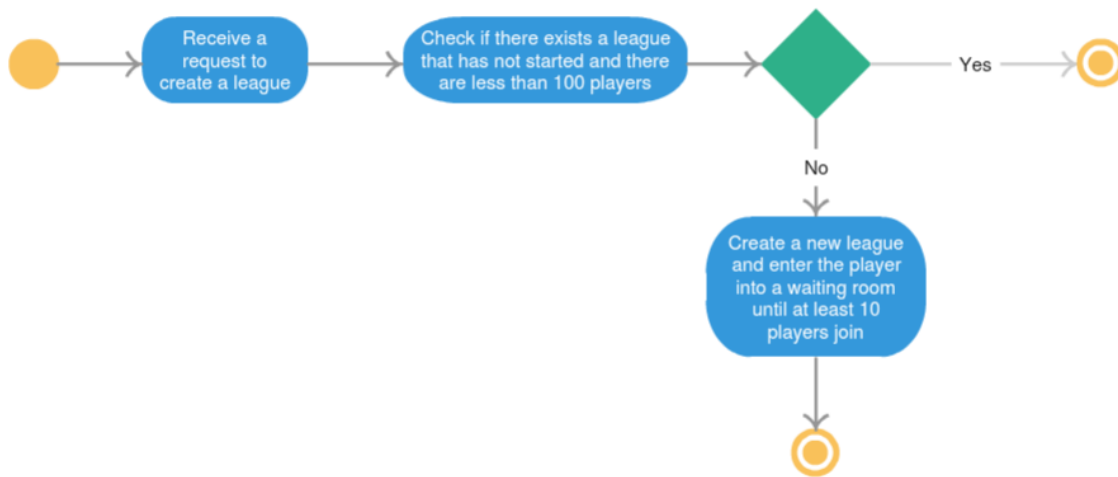 Receive a
request to
create a league
Check if there exists a league
that has not started and there
are less than 100 players
Yes
No
Create a new league
and enter the player
into a waiting room
until at least 10
players join